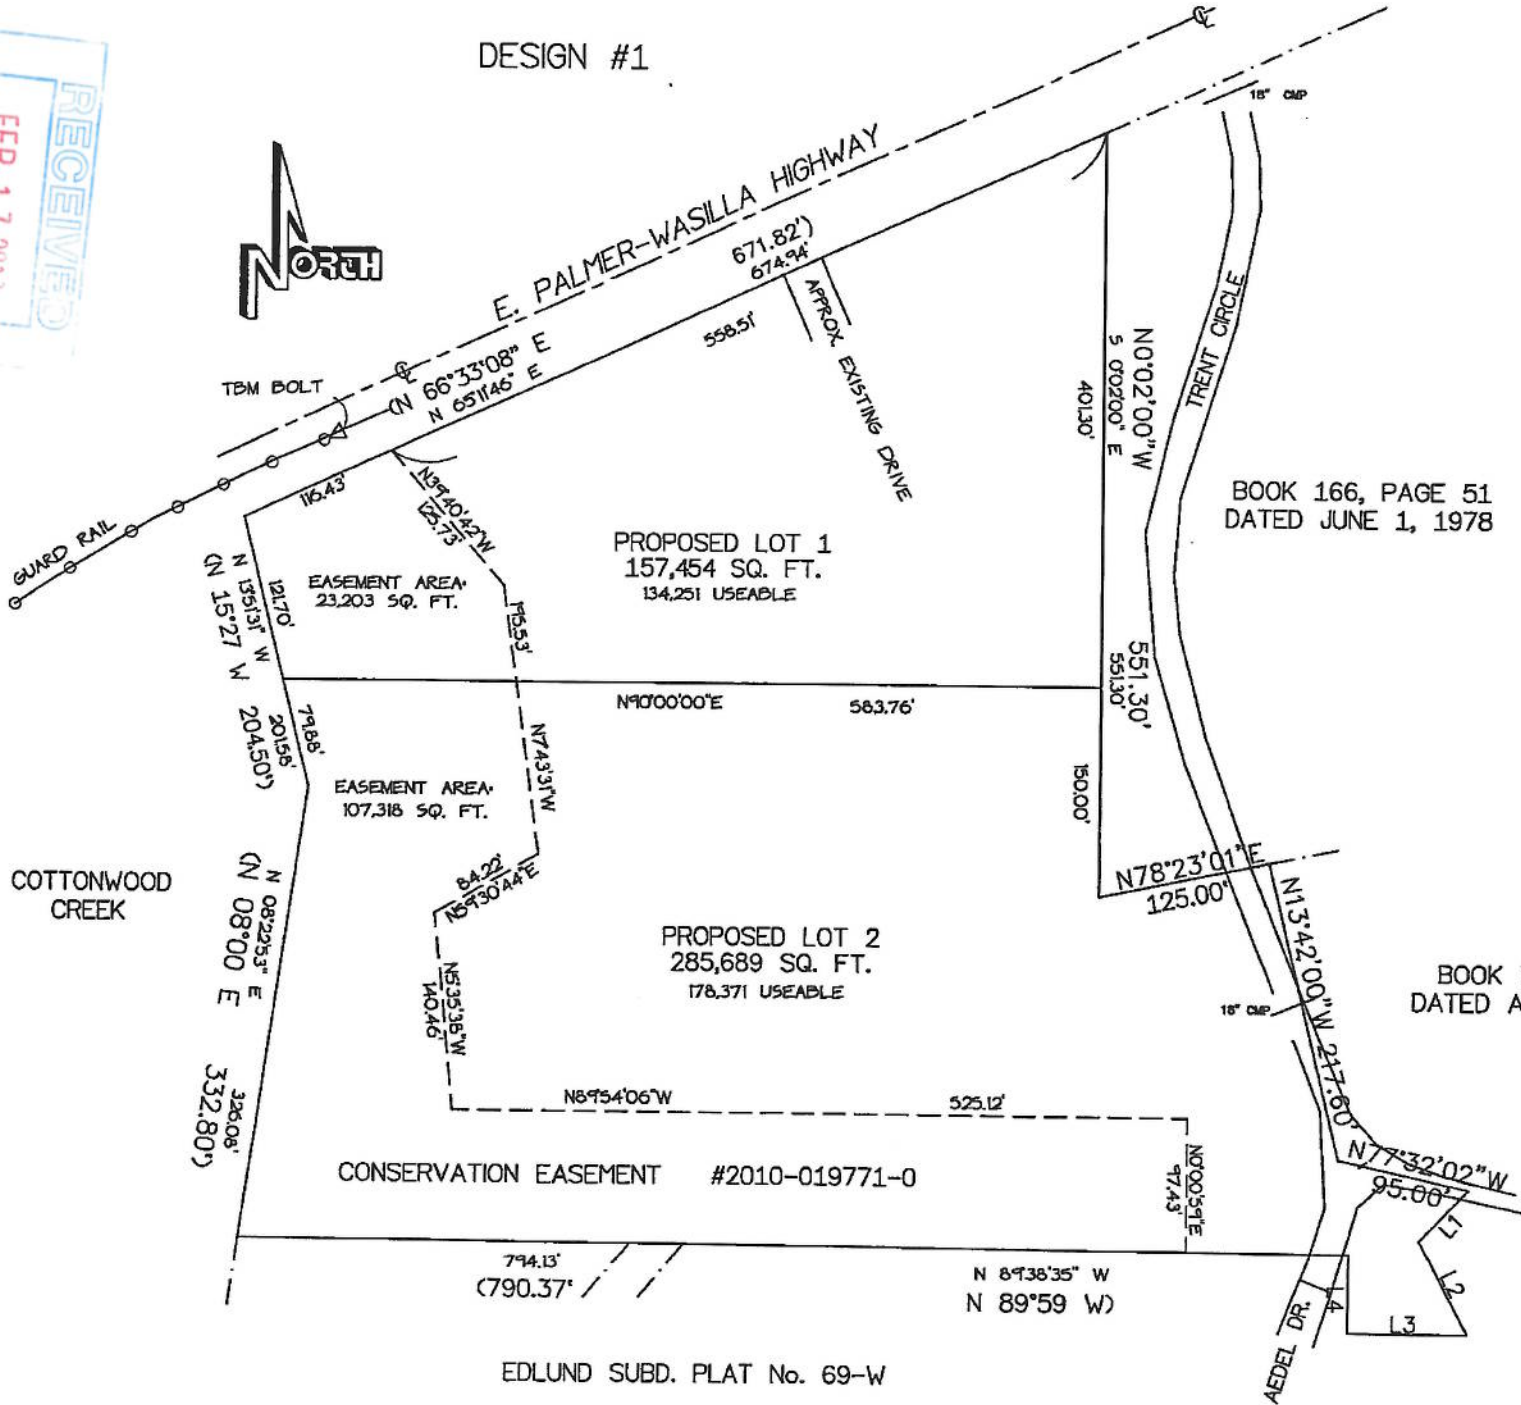 DESIGN #1
RECEIVED
FEB 17
NORTH
18" CMP
E. PALMER-WASILLA HIGHWAY
671.82')
674.94'
(N 66°33'08" E
N 65°11'46" E
558.51'
APPROX. EXISTING DRIVE
TBM BOLT
GUARD RAIL
116.43'
N39°40'42"W
125.73'
N0°02'00"W
S 0°02'00" E
401.30'
TRENT CIRCLE
BOOK 166, PAGE 51
DATED JUNE 1, 1978
PROPOSED LOT 1
157,454 SQ. FT.
134,251 USEABLE
EASEMENT AREA
23,203 SQ. FT.
121.70'
N 13°51'31" W
(N 15°27 W
195.53'
551.30'
551.30'
N90°00'00"E
583.76'
79.88'
201.58'
204.50')
N7°43'31"W
EASEMENT AREA
107,318 SQ. FT.
150.00'
84.22'
N59°30'44"E
N78°23'01"E
125.00'
COTTONWOOD
CREEK
N 08°22'53" E
(N 08°00 E
326.08'
332.80')
PROPOSED LOT 2
285,689 SQ. FT.
178,371 USEABLE
N5°35'38"W
140.46'
N13°42'00"W 217.60'
BOOK
DATED A
18" CMP
N89°54'06"W
525.12'
N0°00'59"E
97.43'
CONSERVATION EASEMENT #2010-019771-0
N77°32'02"W
95.00'
L1
L2
L3
L4
794.13'
(790.37'
N 89°38'35" W
N 89°59 W)
AEDEL DR.
EDLUND SUBD. PLAT No. 69-W